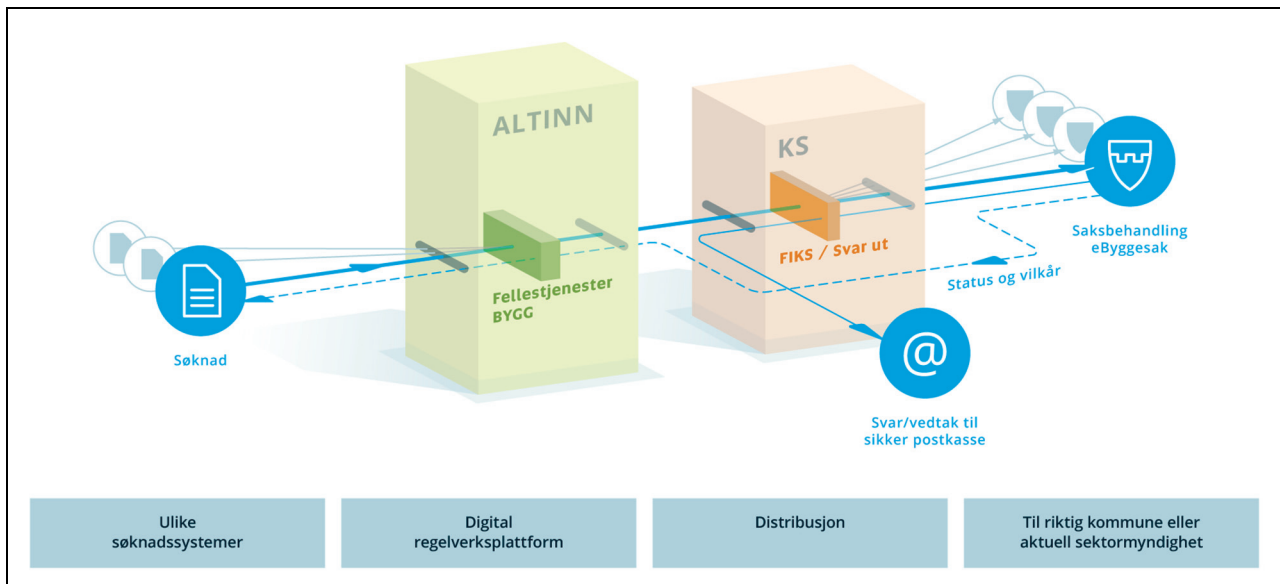 ALTINN
KS
FIKS / Svar ut
Fellestjenester
BYGG
Søknad
Saksbehandling
eByggesak
Status og vilkår
@
Svar/vedtak til
sikker postkasse
Ulike
søknadssystemer
Digital
regelverksplattform
Distribusjon
Til riktig kommune eller
aktuell sektormyndighet